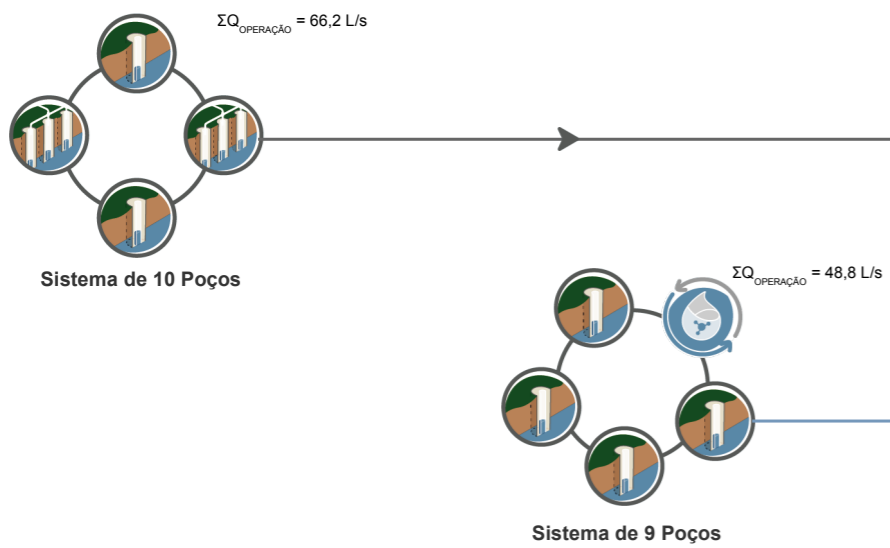 ΣQOPERAÇÃO = 66,2 L/s
Sistema de 10 Poços
ΣQOPERAÇÃO = 48,8 L/s
Sistema de 9 Poços